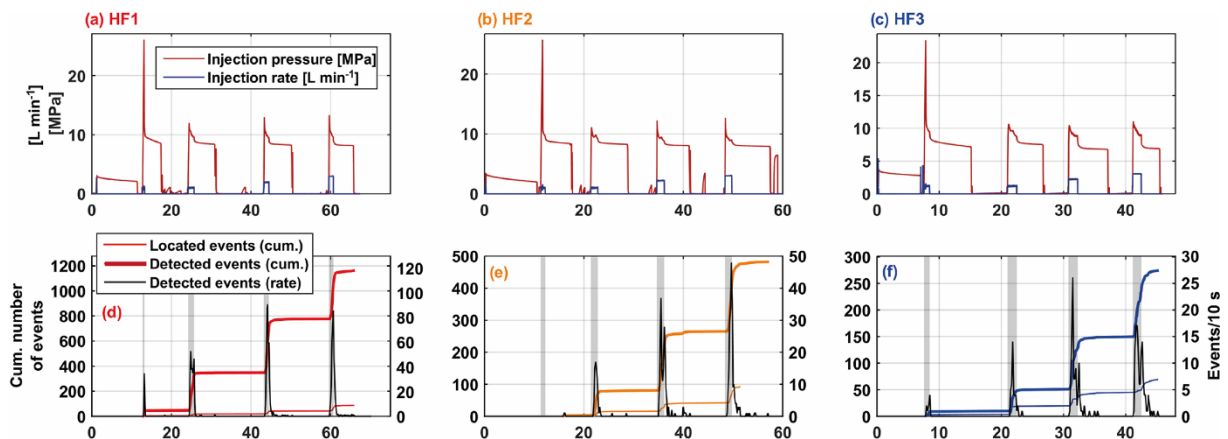 (a) HF1
(b) HF2
(c) HF3
[L min⁻¹]
[MPa]
Injection pressure [MPa]
Injection rate [L min⁻¹]
20
10
0
0 20 40 60
20
10
0
0 20 40 60
20
15
10
5
0
0 10 20 30 40
Located events (cum.)
Detected events (cum.)
Detected events (rate)
Cum. number
of events
(d)
1200
1000
800
600
400
200
0
120
100
80
60
40
20
0
0 20 40 60
(e)
500
400
300
200
100
0
50
40
30
20
10
0
0 10 20 30 40 50 60
(f)
300
250
200
150
100
50
0
30
25
20
15
10
5
0
0 10 20 30 40
Events/10 s